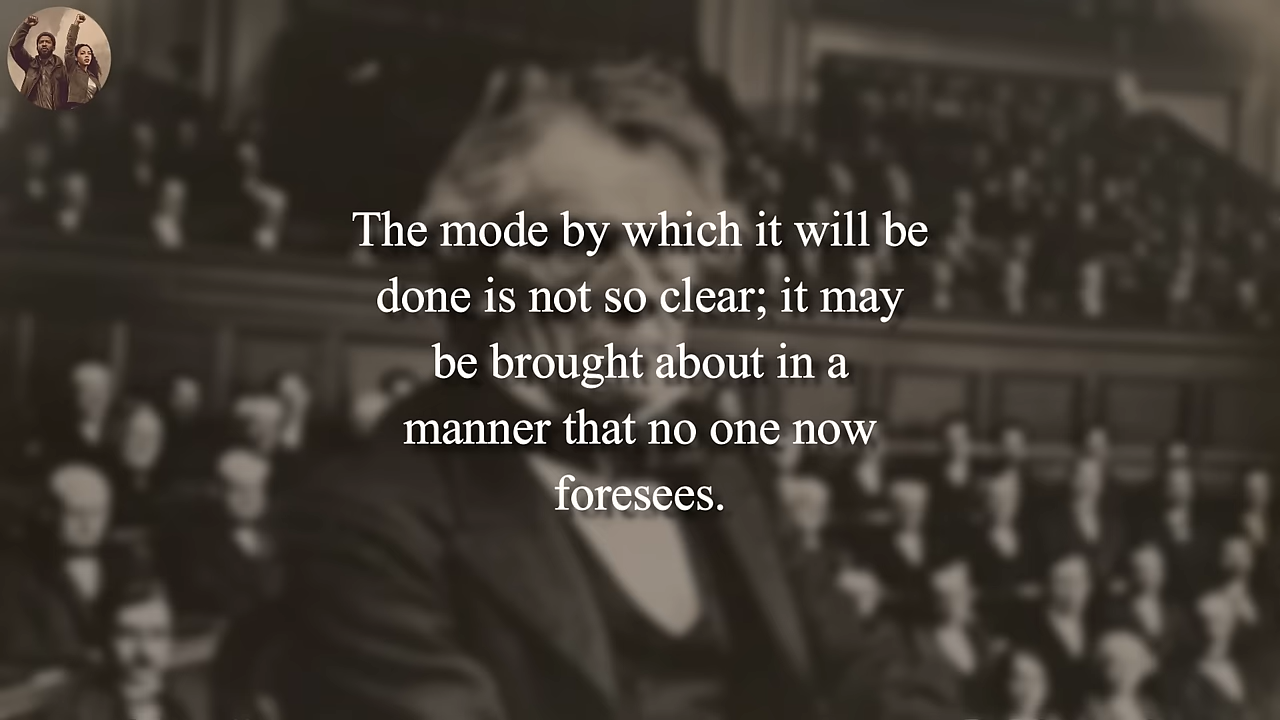 The mode by which it will be
done is not so clear; it may
be brought about in a
manner that no one now
foresees.